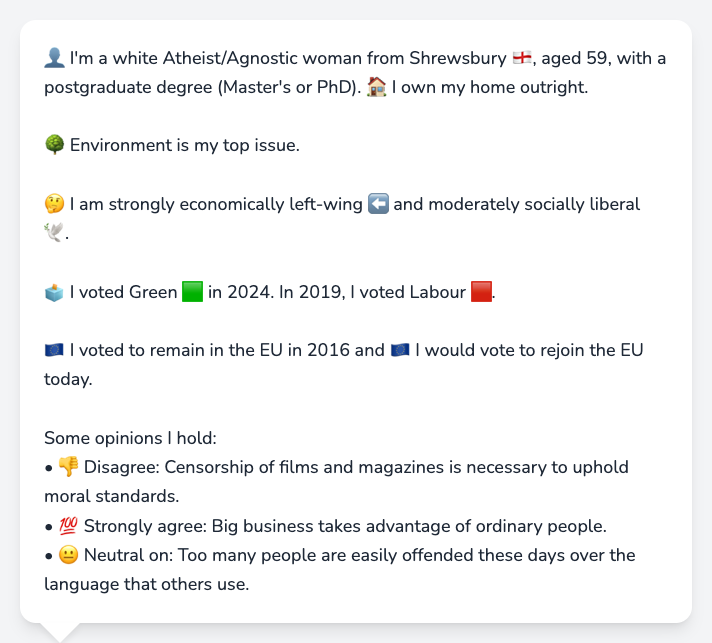 👤 I'm a white Atheist/Agnostic woman from Shrewsbury 🏴󠁧󠁢󠁥󠁮󠁧󠁿, aged 59, with a
postgraduate degree (Master's or PhD). 🏠 I own my home outright.
🌳 Environment is my top issue.
🤔 I am strongly economically left-wing ⬅️ and moderately socially liberal
🕊️.
🗳️ I voted Green 🟩 in 2024. In 2019, I voted Labour 🟥.
🇪🇺 I voted to remain in the EU in 2016 and 🇪🇺 I would vote to rejoin the EU
today.
Some opinions I hold:
• 👎 Disagree: Censorship of films and magazines is necessary to uphold
moral standards.
• 💯 Strongly agree: Big business takes advantage of ordinary people.
• 😐 Neutral on: Too many people are easily offended these days over the
language that others use.